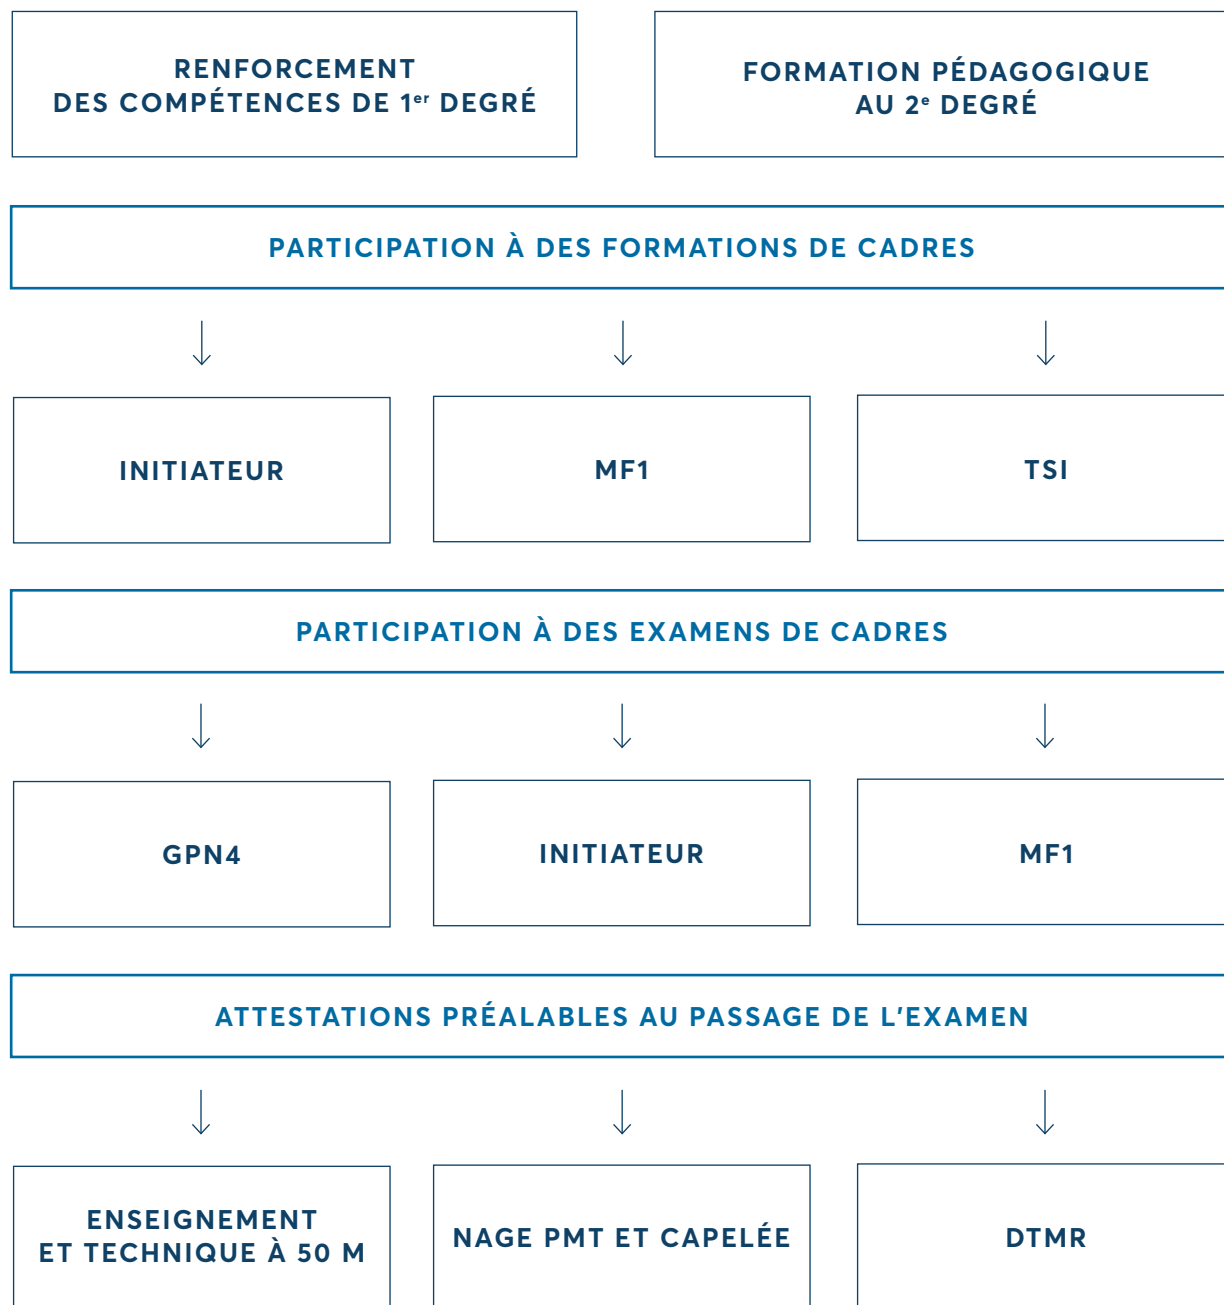 RENFORCEMENT
DES COMPÉTENCES DE 1er DEGRÉ
FORMATION PÉDAGOGIQUE
AU 2e DEGRÉ
PARTICIPATION À DES FORMATIONS DE CADRES
INITIATEUR
MF1
TSI
PARTICIPATION À DES EXAMENS DE CADRES
GPN4
INITIATEUR
MF1
ATTESTATIONS PRÉALABLES AU PASSAGE DE L'EXAMEN
ENSEIGNEMENT
ET TECHNIQUE À 50 M
NAGE PMT ET CAPELÉE
DTMR